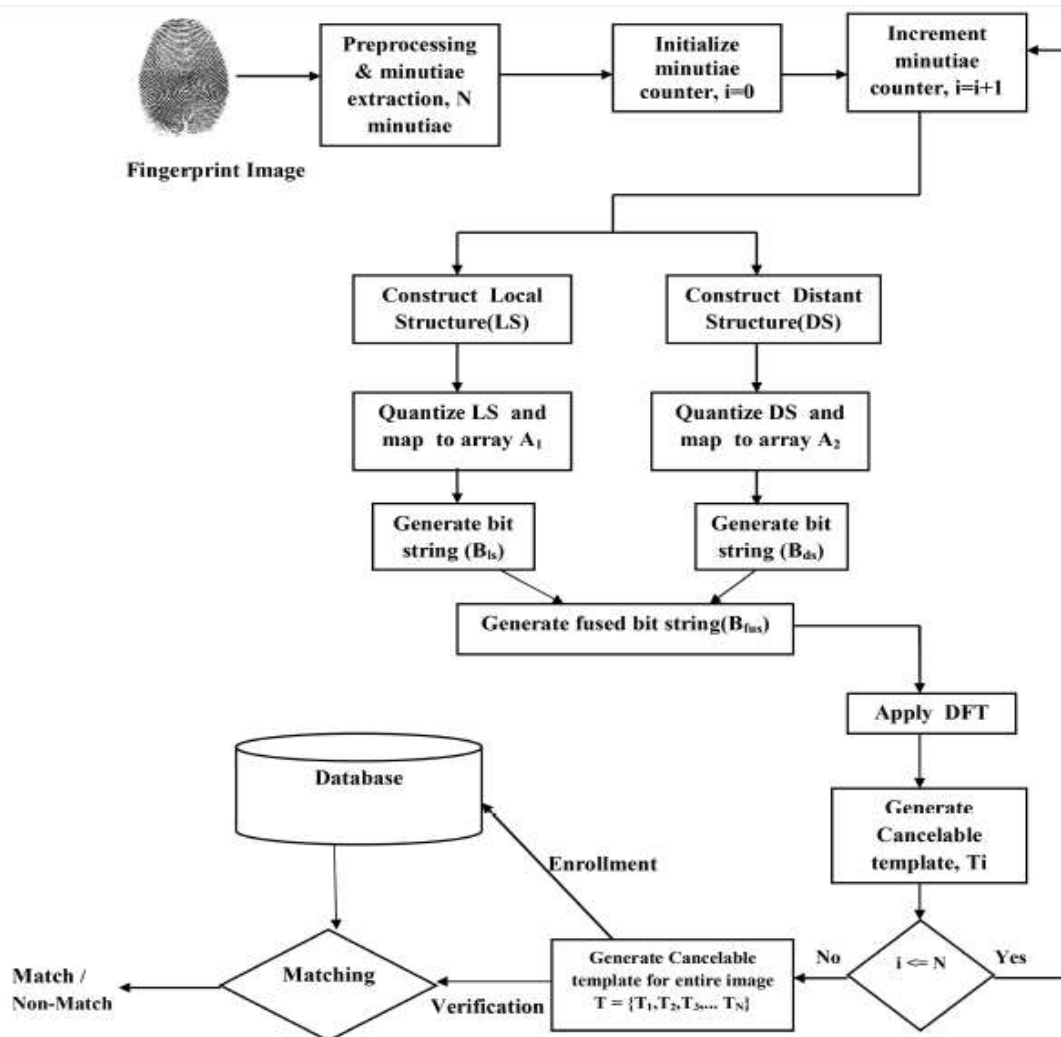 Preprocessing
& minutiae
extraction, N
minutiae
Initialize
minutiae
counter, i=0
Increment
minutiae
counter, i=i+1
Fingerprint Image
Construct Local
Structure(LS)
Construct Distant
Structure(DS)
Quantize LS and
map to array A₁
Quantize DS and
map to array A₂
Generate bit
string (Bₗₛ)
Generate bit
string (B_ds)
Generate fused bit string(B_fus)
Apply DFT
Database
Generate
Cancelable
template, Ti
Enrollment
i <= N
No
Yes
Generate Cancelable
template for entire image
T = {T₁,T₂,T₃,... T_N}
Matching
Verification
Match /
Non-Match